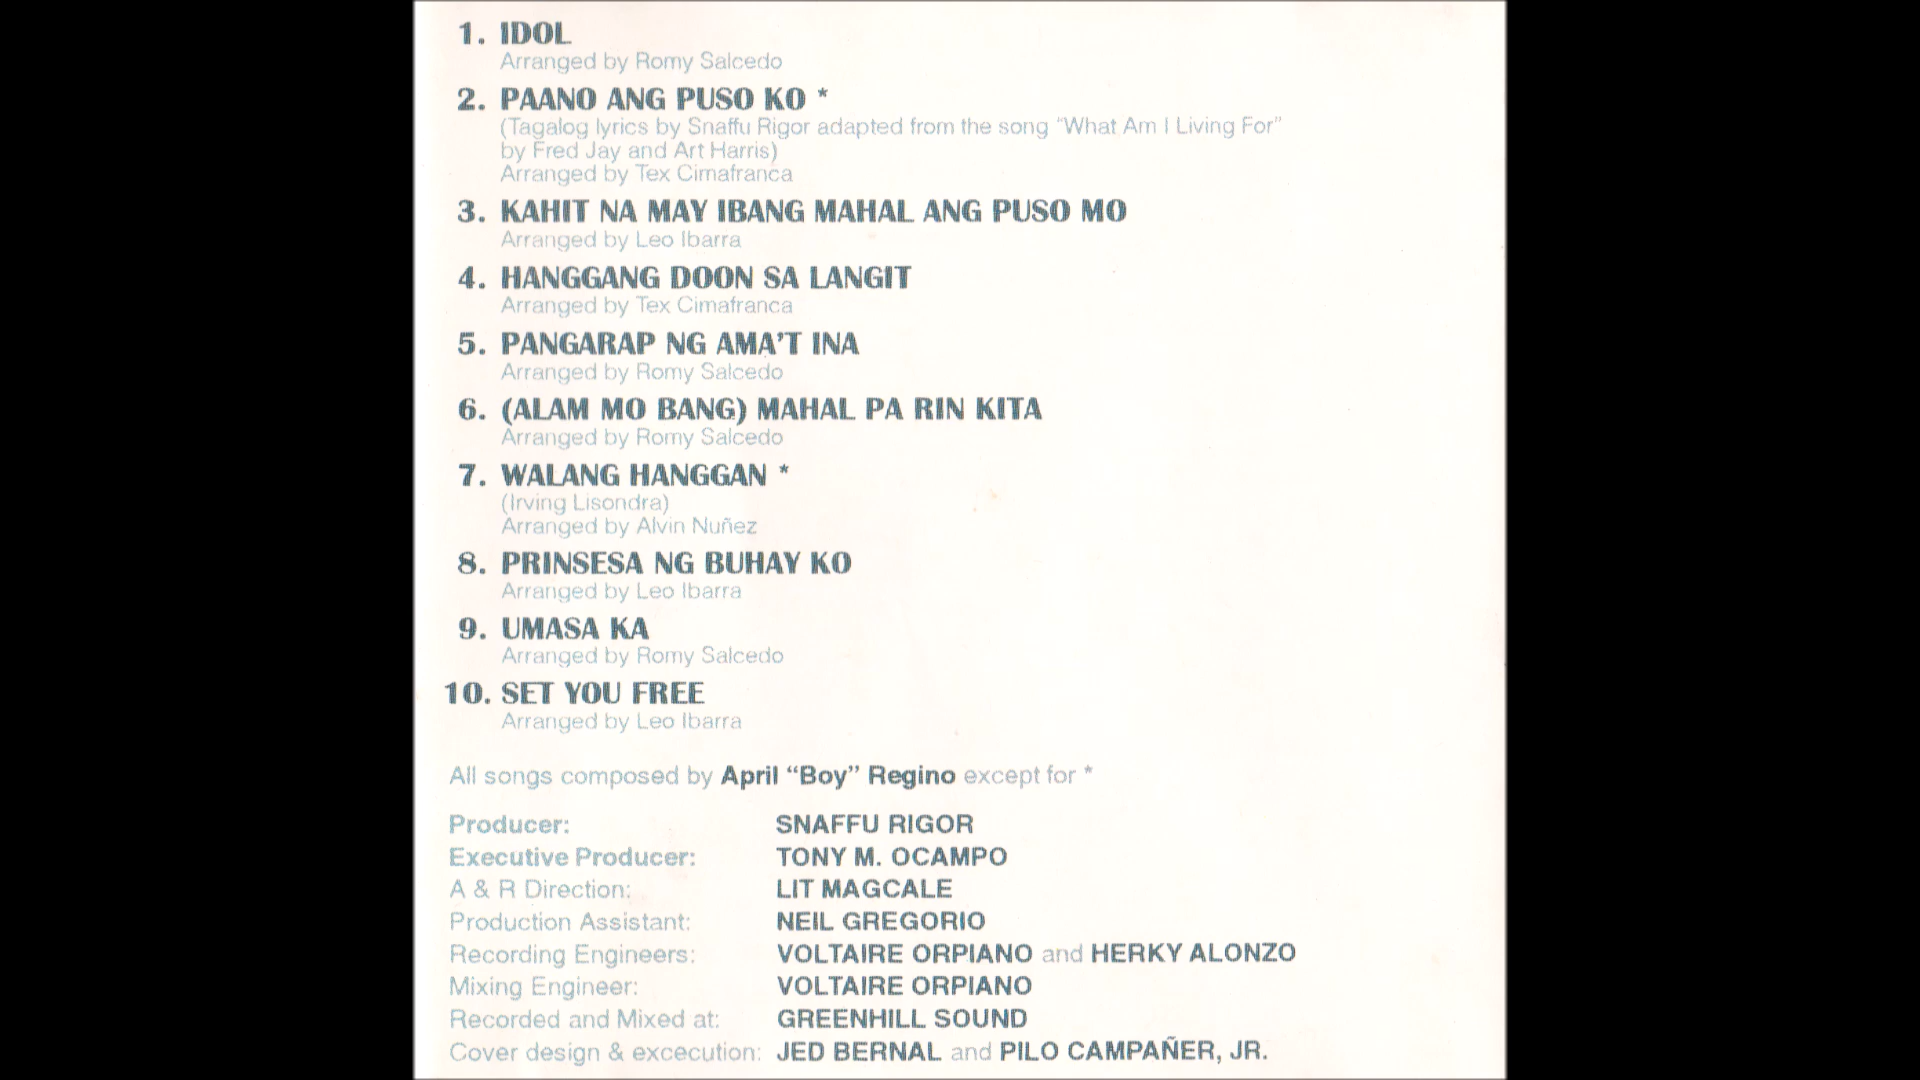 1. IDOL
Arranged by Romy Salcedo
2. PAANO ANG PUSO KO *
(Tagalog lyrics by Snaffu Rigor adapted from the song “What Am I Living For”
by Fred Jay and Art Harris)
Arranged by Tex Cimafranca
3. KAHIT NA MAY IBANG MAHAL ANG PUSO MO
Arranged by Leo Ibarra
4. HANGGANG DOON SA LANGIT
Arranged by Tex Cimafranca
5. PANGARAP NG AMA’T INA
Arranged by Romy Salcedo
6. (ALAM MO BANG) MAHAL PA RIN KITA
Arranged by Romy Salcedo
7. WALANG HANGGAN *
(Irving Lisondra)
Arranged by Alvin Nuñez
8. PRINSESA NG BUHAY KO
Arranged by Leo Ibarra
9. UMASA KA
Arranged by Romy Salcedo
10. SET YOU FREE
Arranged by Leo Ibarra
All songs composed by April “Boy” Regino except for *
Producer: SNAFFU RIGOR
Executive Producer: TONY M. OCAMPO
A & R Direction: LIT MAGCALE
Production Assistant: NEIL GREGORIO
Recording Engineers: VOLTAIRE ORPIANO and HERKY ALONZO
Mixing Engineer: VOLTAIRE ORPIANO
Recorded and Mixed at: GREENHILL SOUND
Cover design & excecution: JED BERNAL and PILO CAMPAÑER, JR.